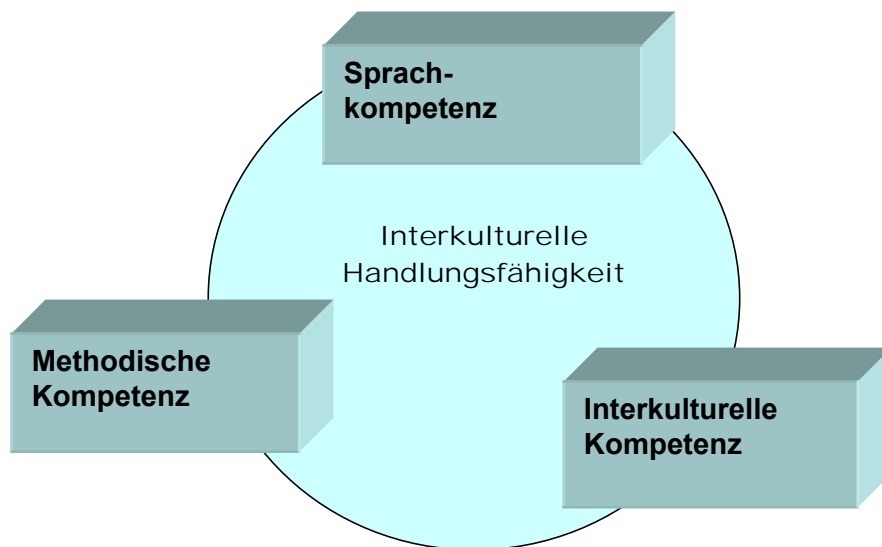 Sprach-
kompetenz
Interkulturelle
Handlungsfähigkeit
Methodische
Kompetenz
Interkulturelle
Kompetenz